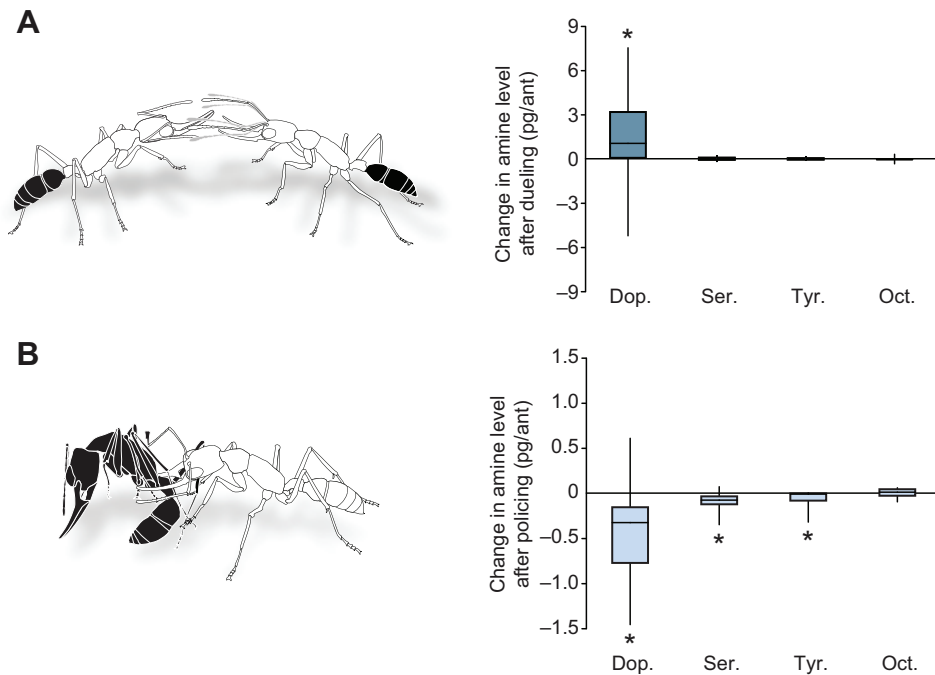 A
Change in amine level
after dueling (pg/ant)
9
6
3
0
–3
–6
–9
*
Dop. Ser. Tyr. Oct.
B
Change in amine level
after policing (pg/ant)
1.5
1.0
0.5
0
–0.5
–1.0
–1.5
* * *
Dop. Ser. Tyr. Oct.